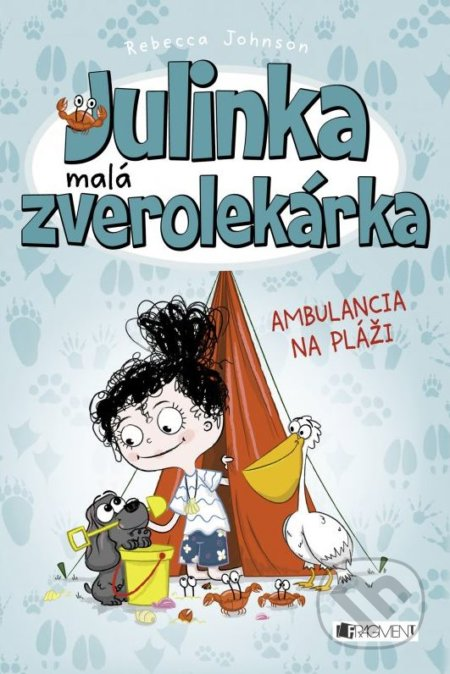 Rebecca Johnson
Julinka
malá
zverolekárka
AMBULANCIA
NA PLÁŽI
FRAGMENT